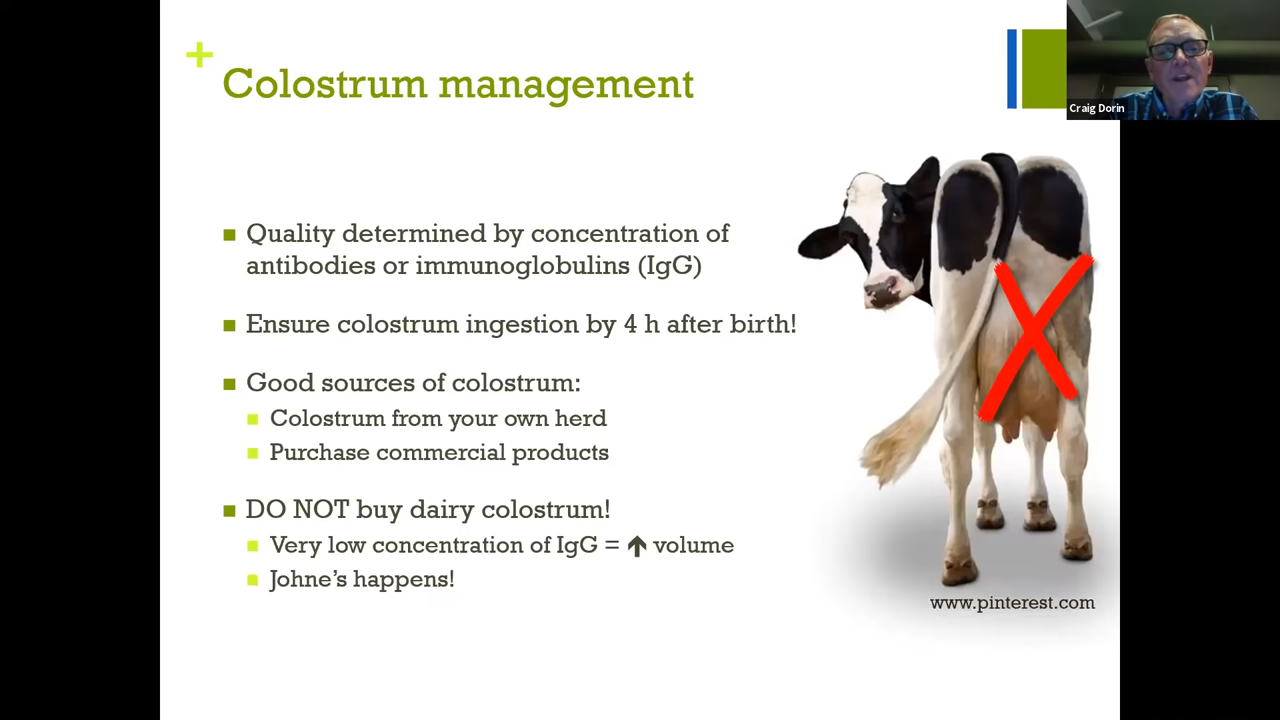 +
Colostrum management
Craig Dorin
Quality determined by concentration of
antibodies or immunoglobulins (IgG)
Ensure colostrum ingestion by 4 h after birth!
Good sources of colostrum:
Colostrum from your own herd
Purchase commercial products
DO NOT buy dairy colostrum!
Very low concentration of IgG = ↑ volume
Johne's happens!
www.pinterest.com